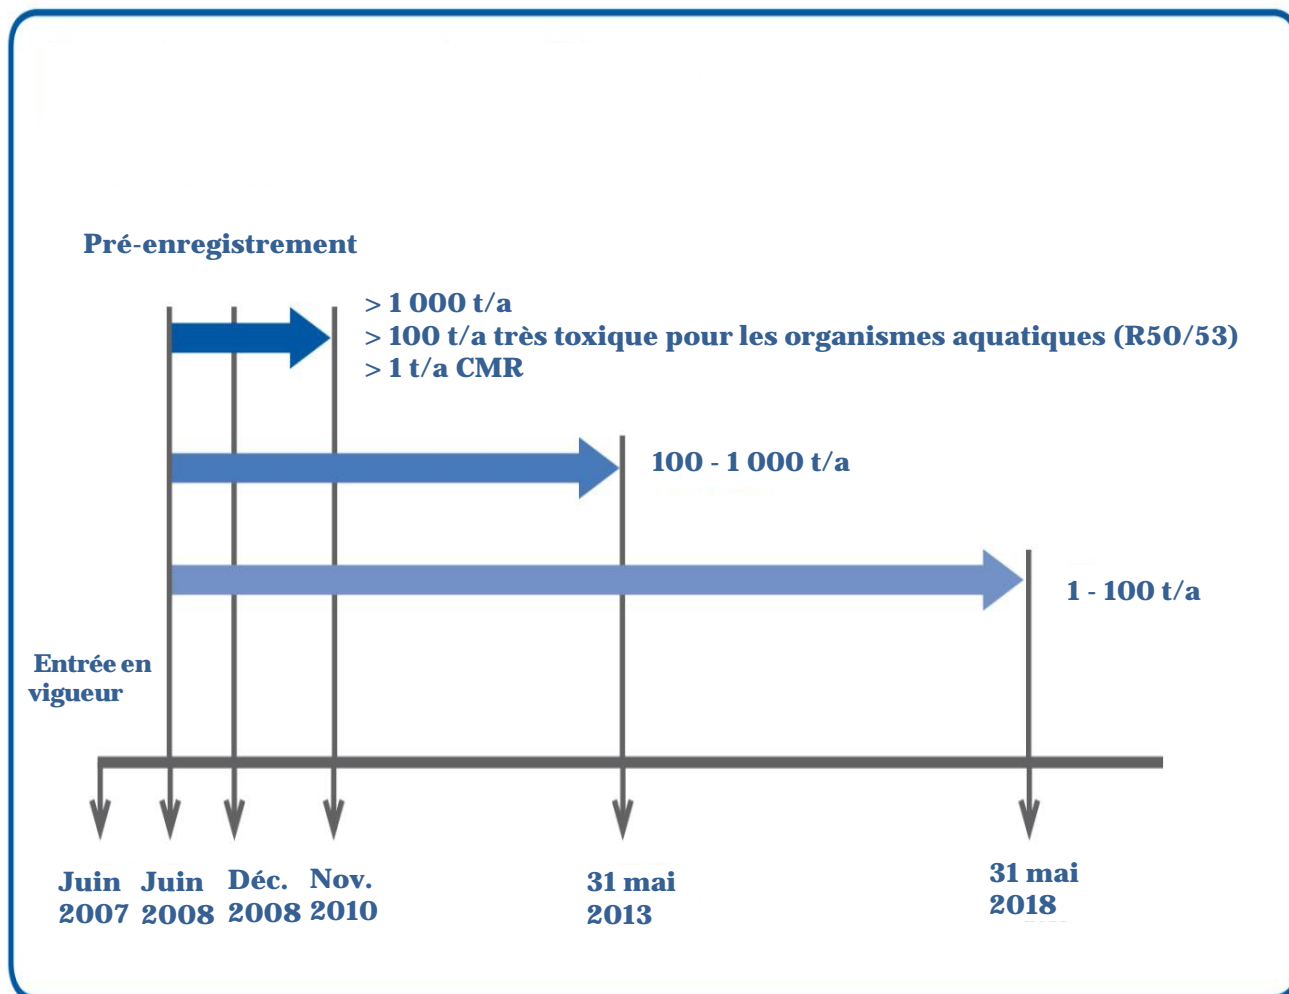 Pré-enregistrement
> 1 000 t/a
> 100 t/a très toxique pour les organismes aquatiques (R50/53)
> 1 t/a CMR
100 - 1 000 t/a
1 - 100 t/a
Entrée en
vigueur
Juin
2007
Juin
2008
Déc.
2008
Nov.
2010
31 mai
2013
31 mai
2018